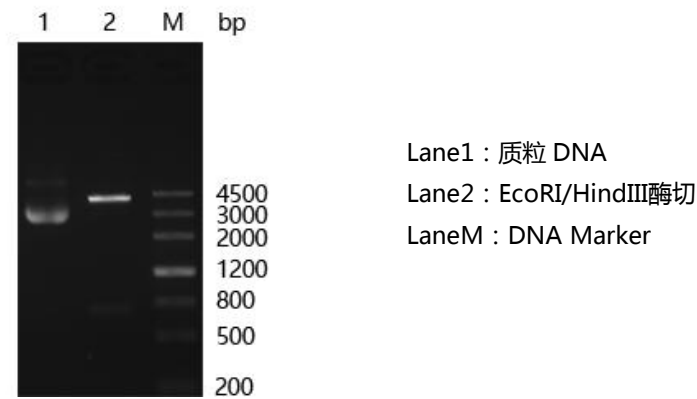 1 2 M bp
4500
3000
2000
1200
800
500
200
Lane1：质粒 DNA
Lane2：EcoRI/HindIII酶切
LaneM：DNA Marker